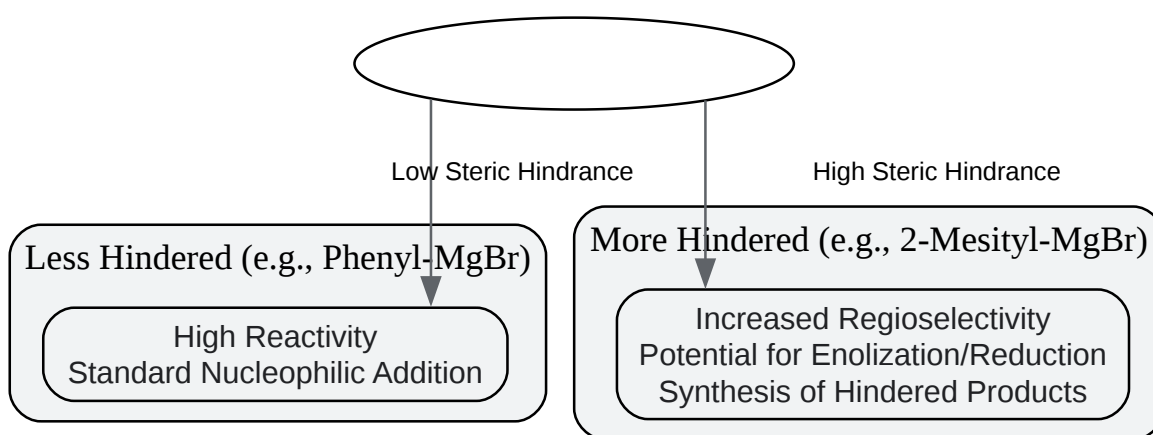 Low Steric Hindrance
High Steric Hindrance
Less Hindered (e.g., Phenyl-MgBr)
High Reactivity
Standard Nucleophilic Addition
More Hindered (e.g., 2-Mesityl-MgBr)
Increased Regioselectivity
Potential for Enolization/Reduction
Synthesis of Hindered Products